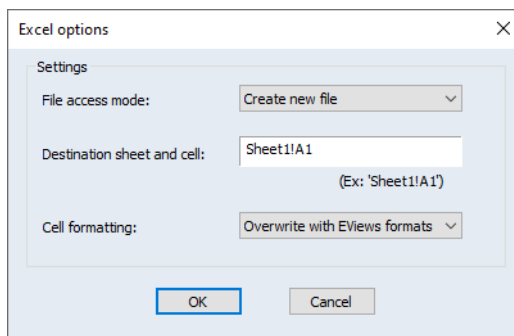 Excel options
Settings
File access mode:
Create new file
Destination sheet and cell:
Sheet1!A1
(Ex: 'Sheet1!A1')
Cell formatting:
Overwrite with EViews formats
OK
Cancel